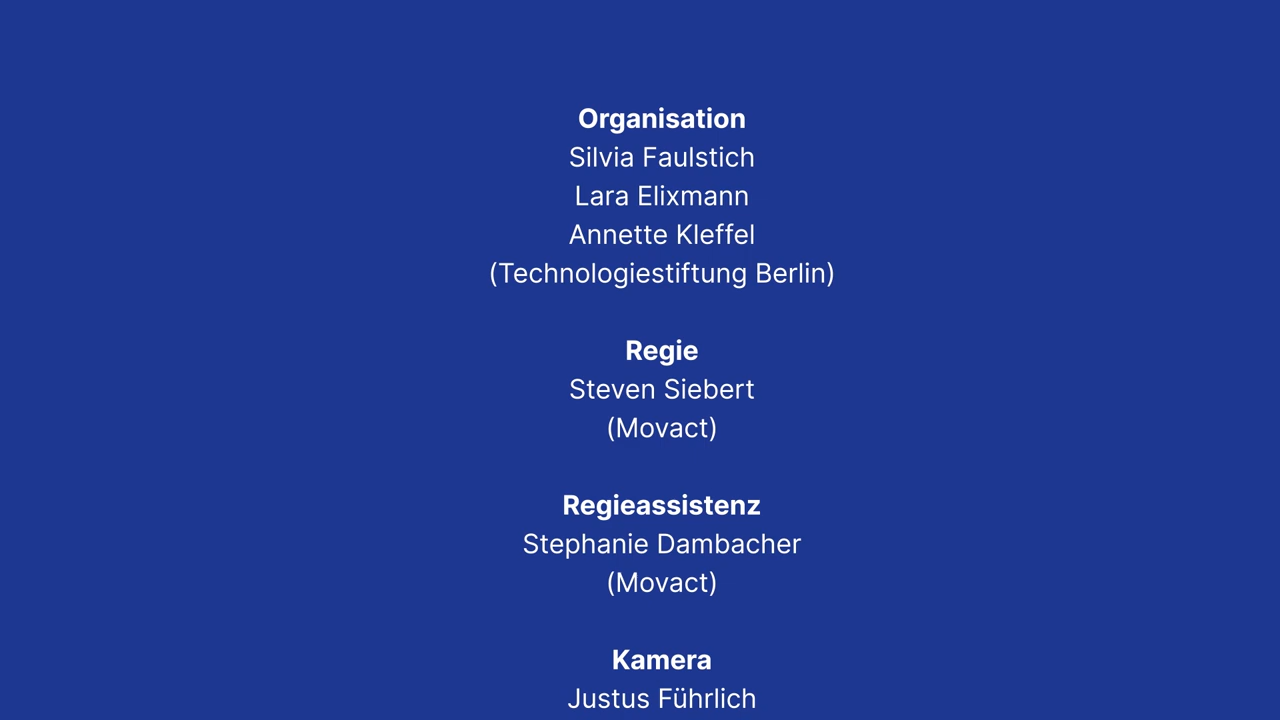 Organisation
Silvia Faulstich
Lara Elixmann
Annette Kleffel
(Technologiestiftung Berlin)
Regie
Steven Siebert
(Movact)
Regieassistenz
Stephanie Dambacher
(Movact)
Kamera
Justus Führlich